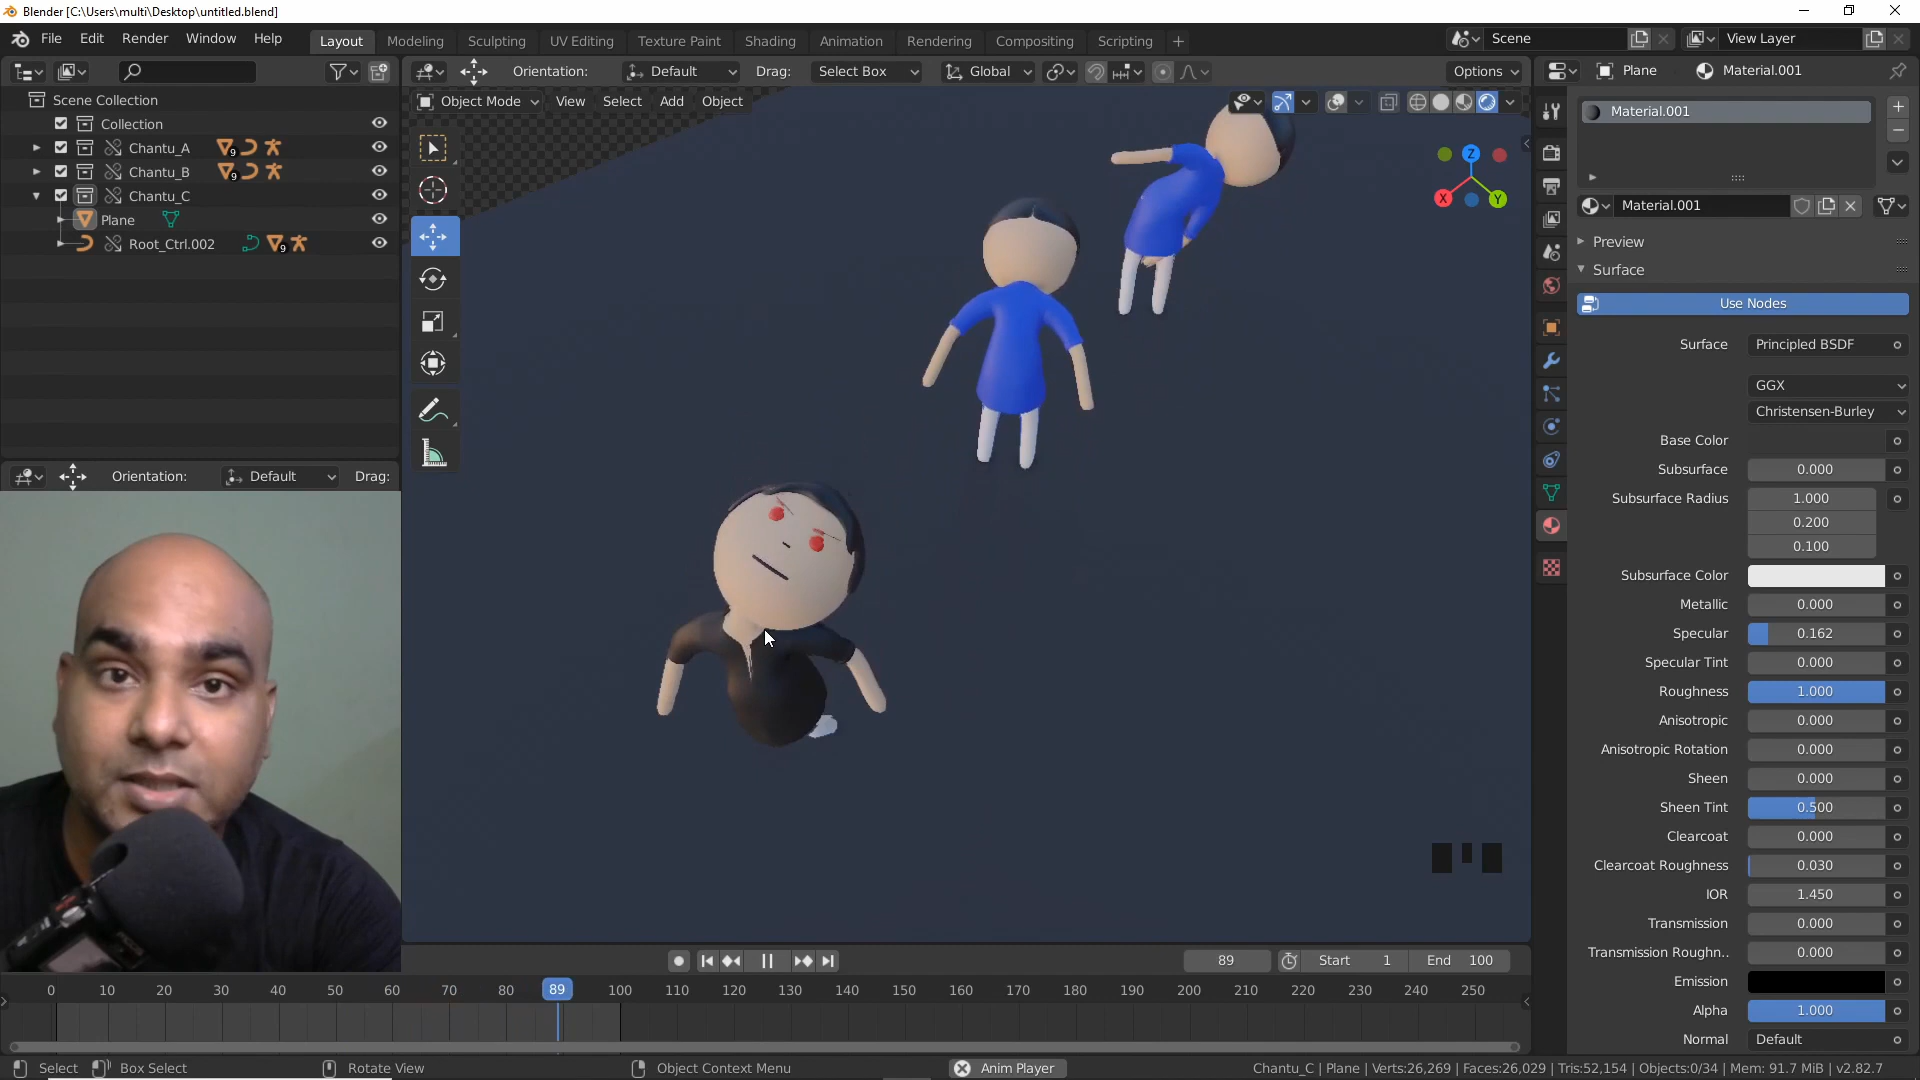 Blender [C:\Users\multi\Desktop\untitled.blend]
File Edit Render Window Help
Layout Modeling Sculpting UV Editing Texture Paint Shading Animation Rendering Compositing Scripting +
Scene
View Layer
Orientation: Default Drag: Select Box Global Options
Object Mode View Select Add Object
Scene Collection
Collection
Chantu_A 9
Chantu_B 9
Chantu_C
Plane
Root_Ctrl.002 9
Orientation: Default Drag:
Z
X
Y
Plane Material.001
Material.001
Material.001
Preview
Surface
Use Nodes
Surface Principled BSDF
GGX
Christensen-Burley
Base Color
Subsurface 0.000
Subsurface Radius 1.000
0.200
0.100
Subsurface Color
Metallic 0.000
Specular 0.162
Specular Tint 0.000
Roughness 1.000
Anisotropic 0.000
Anisotropic Rotation 0.000
Sheen 0.000
Sheen Tint 0.500
Clearcoat 0.000
Clearcoat Roughness 0.030
IOR 1.450
Transmission 0.000
Transmission Roughn.. 0.000
Emission
Alpha 1.000
Normal Default
89 Start 1 End 100
0 10 20 30 40 50 60 70 80 89 100 110 120 130 140 150 160 170 180 190 200 210 220 230 240 250
Select Box Select Rotate View Object Context Menu Anim Player Chantu_C | Plane | Verts:26,269 | Faces:26,029 | Tris:52,154 | Objects:0/34 | Mem: 91.7 MiB | v2.82.7